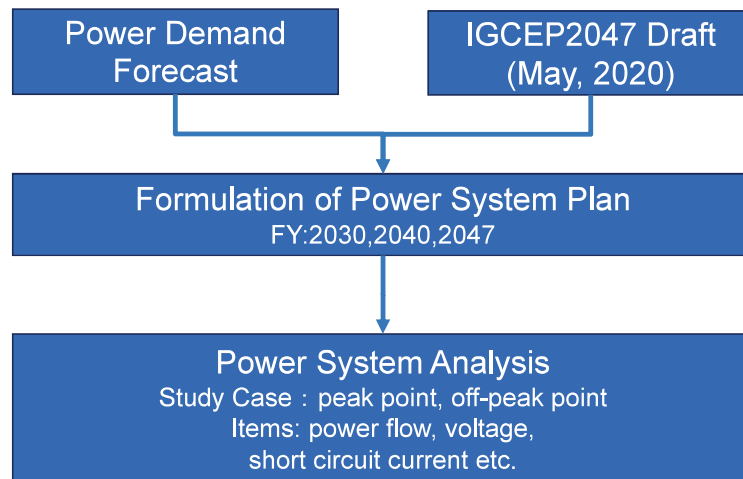 Power Demand
Forecast
IGCEP2047 Draft
(May, 2020)
Formulation of Power System Plan
FY:2030,2040,2047
Power System Analysis
Study Case : peak point, off-peak point
Items: power flow, voltage,
short circuit current etc.